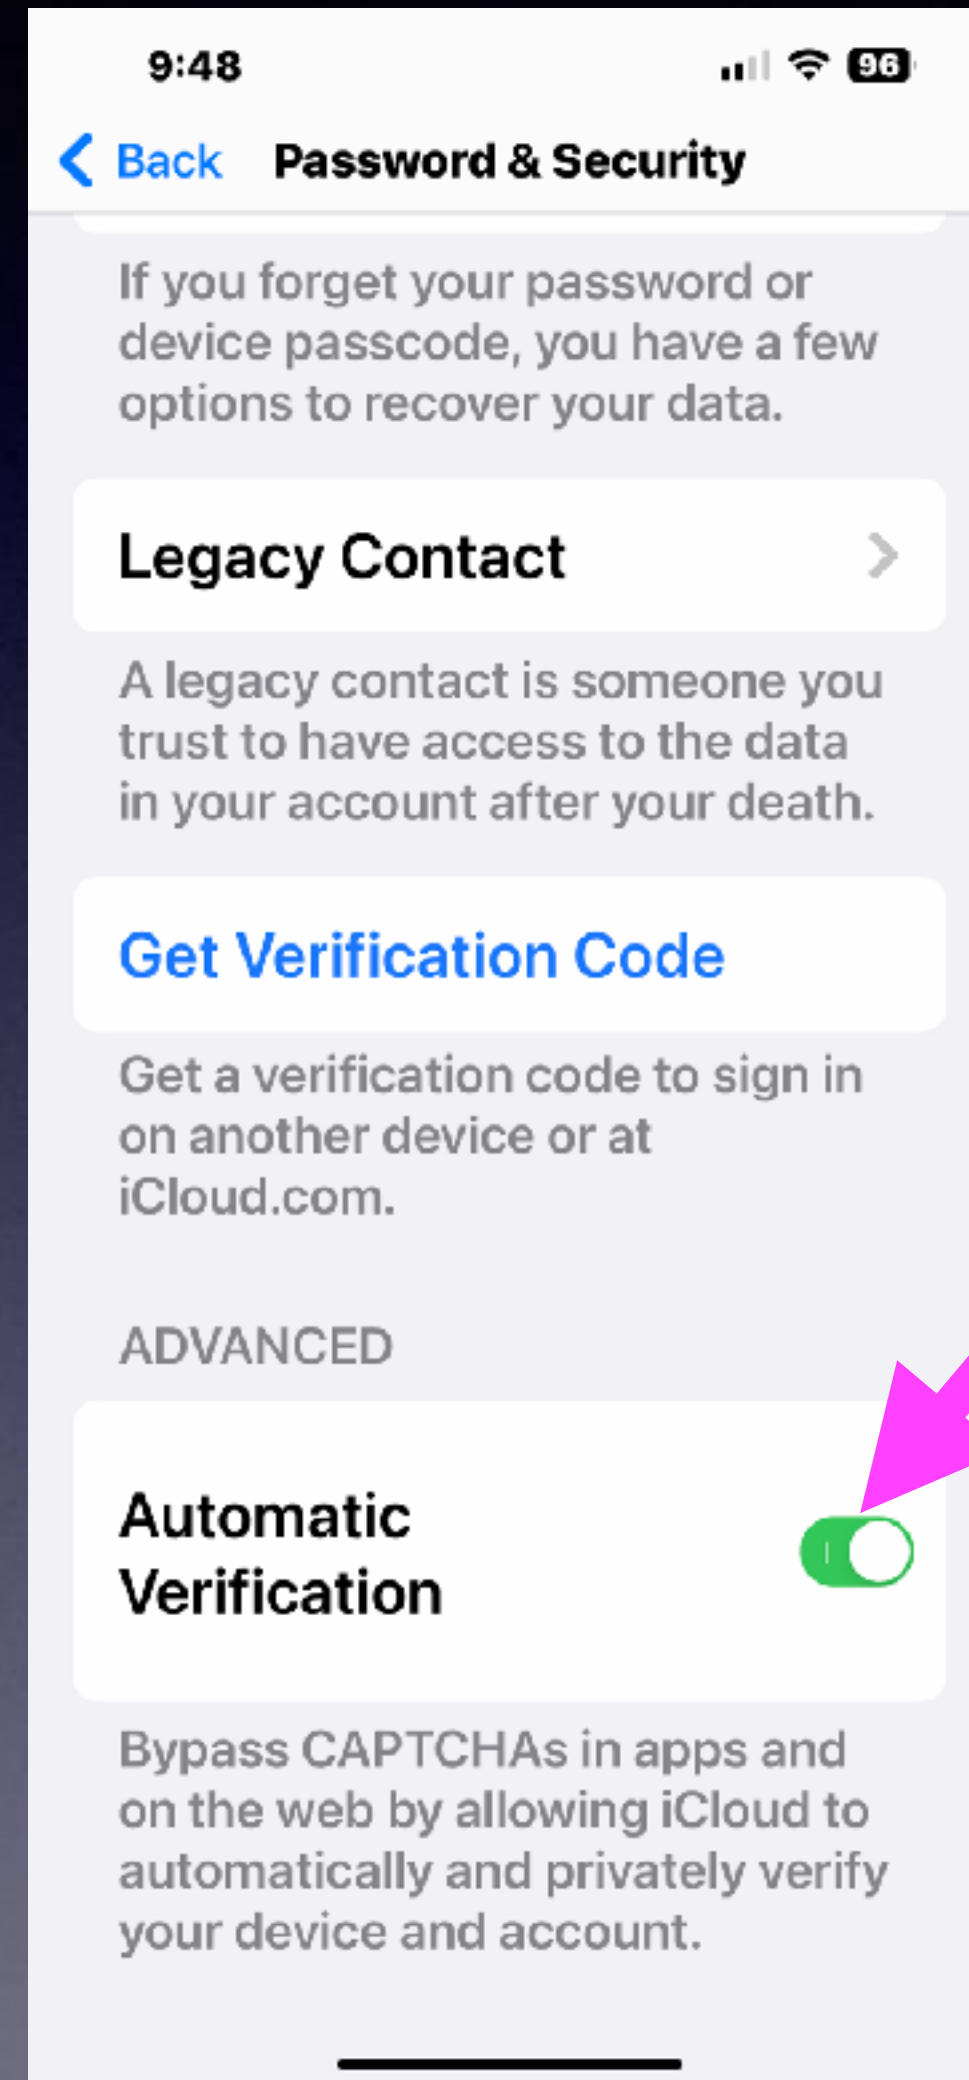 9:48 96
Back Password & Security
If you forget your password or
device passcode, you have a few
options to recover your data.
Legacy Contact
A legacy contact is someone you
trust to have access to the data
in your account after your death.
Get Verification Code
Get a verification code to sign in
on another device or at
iCloud.com.
ADVANCED
Automatic
Verification
Bypass CAPTCHAs in apps and
on the web by allowing iCloud to
automatically and privately verify
your device and account.